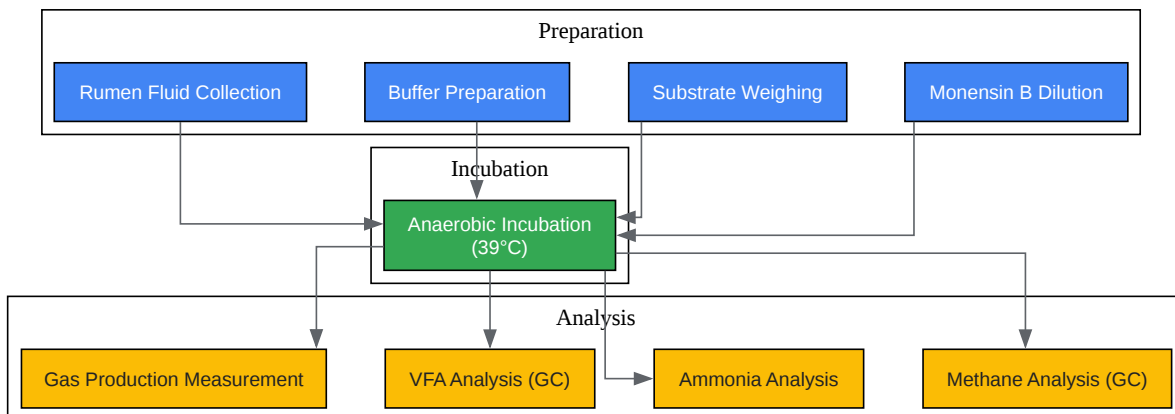 Preparation
Rumen Fluid Collection
Buffer Preparation
Substrate Weighing
Monensin B Dilution
Incubation
Anaerobic Incubation
(39°C)
Analysis
Gas Production Measurement
VFA Analysis (GC)
Ammonia Analysis
Methane Analysis (GC)